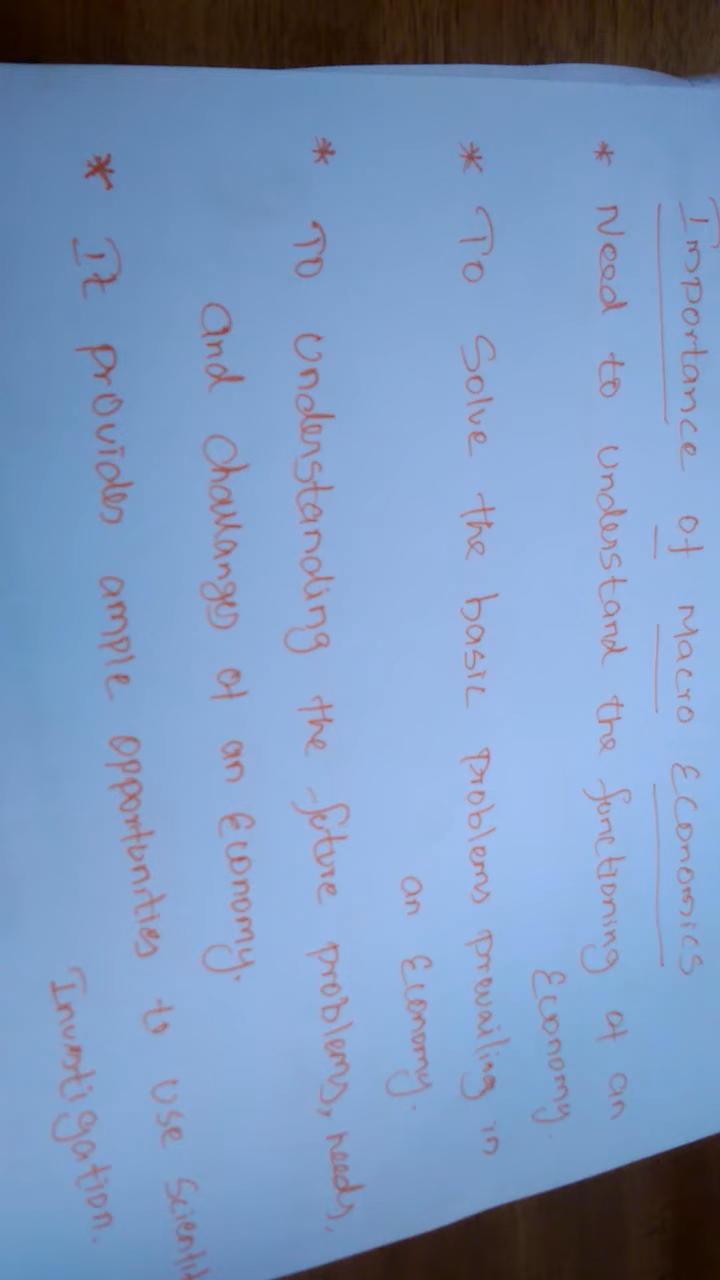 Importance of Macro Economics
* Need to understand the functioning of an
Economy.
* To Solve the basic problems prevailing in
an Economy.
* To understanding the future problems, needs,
and challanges of an Economy.
* It provides ample opportunities to use Scientif
Investigation.